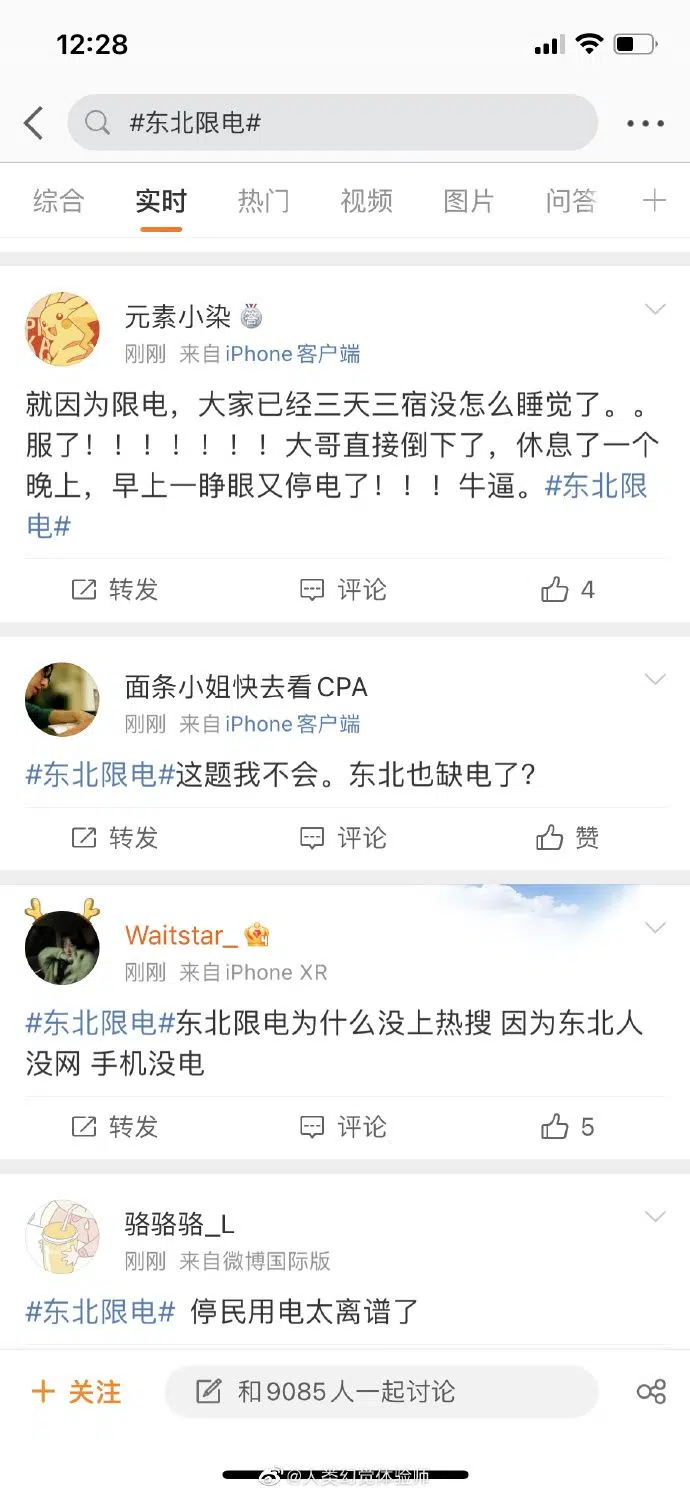 12:28
#东北限电#
综合 实时 热门 视频 图片 问答
元素小染
刚刚 来自iPhone客户端
就因为限电，大家已经三天三宿没怎么睡觉了。。
服了！！！！！！！大哥直接倒下了，休息了一个
晚上，早上一睁眼又停电了！！！牛逼。#东北限
电#
转发 评论 4
面条小姐快去看CPA
刚刚 来自iPhone客户端
#东北限电#这题我不会。东北也缺电了？
转发 评论 赞
Waitstar_
刚刚 来自iPhone XR
#东北限电#东北限电为什么没上热搜 因为东北人
没网 手机没电
转发 评论 5
骆骆骆_L
刚刚 来自微博国际版
#东北限电# 停民用电太离谱了
+ 关注 和9085人一起讨论
@人类幻觉体验师